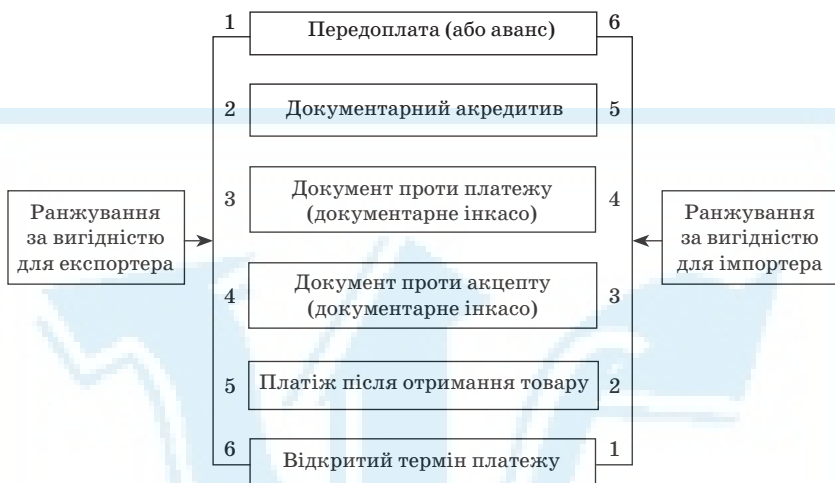 1 Передоплата (або аванс) 6
2 Документарний акредитив 5
3 Документ проти платежу 4
(документарне інкасо)
Ранжування
за вигідністю
для експортера
Ранжування
за вигідністю
для імпортера
4 Документ проти акцепту 3
(документарне інкасо)
5 Платіж після отримання товару 2
6 Відкритий термін платежу 1